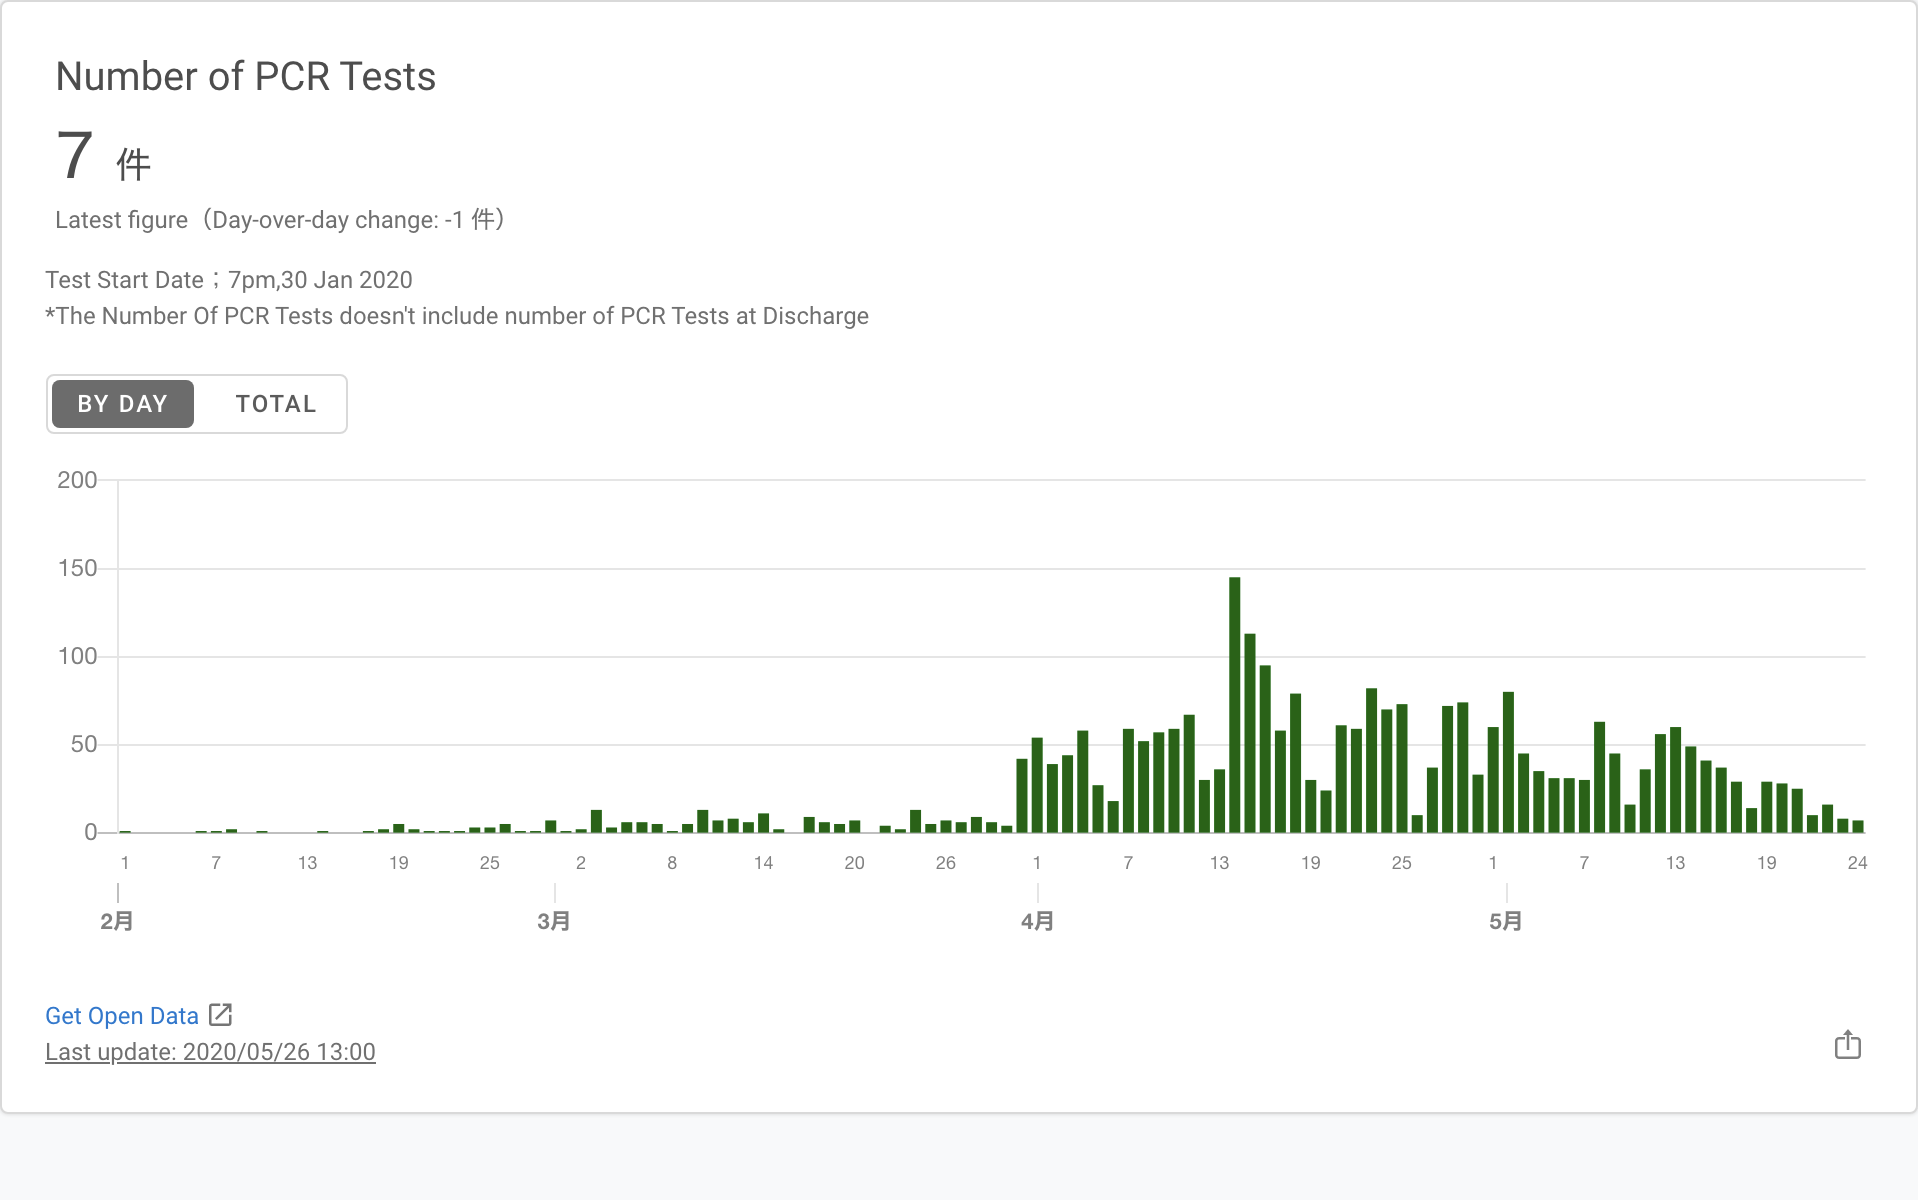 Number of PCR Tests
7 件
Latest figure（Day-over-day change: -1 件）
Test Start Date；7pm,30 Jan 2020
*The Number Of PCR Tests doesn't include number of PCR Tests at Discharge
BY DAY TOTAL
200
150
100
50
0
1 7 13 19 25 2 8 14 20 26 1 7 13 19 25 1 7 13 19 24
2月 3月 4月 5月
Get Open Data
Last update: 2020/05/26 13:00